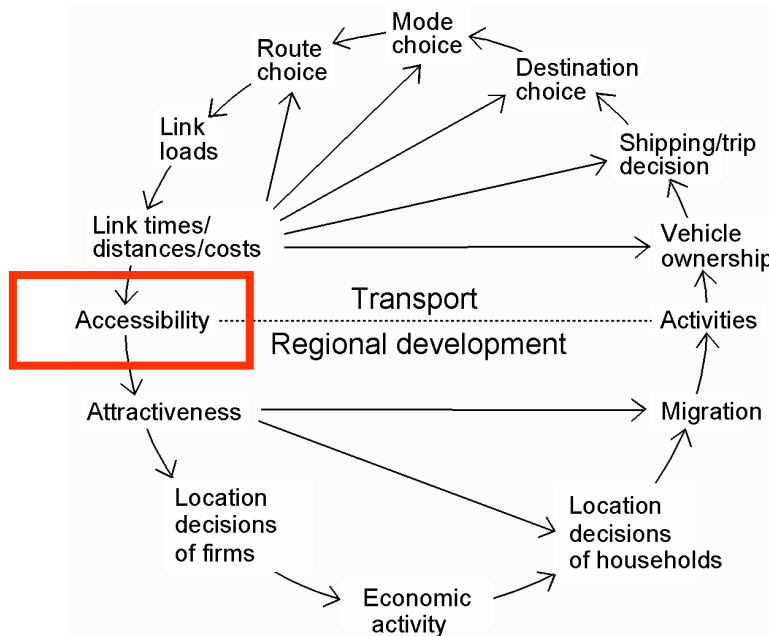 Mode
choice
Route
choice
Destination
choice
Link
loads
Shipping/trip
decision
Link times/
distances/costs
Vehicle
ownership
Transport
Accessibility
Activities
Regional development
Attractiveness
Migration
Location
decisions
of firms
Location
decisions
of households
Economic
activity